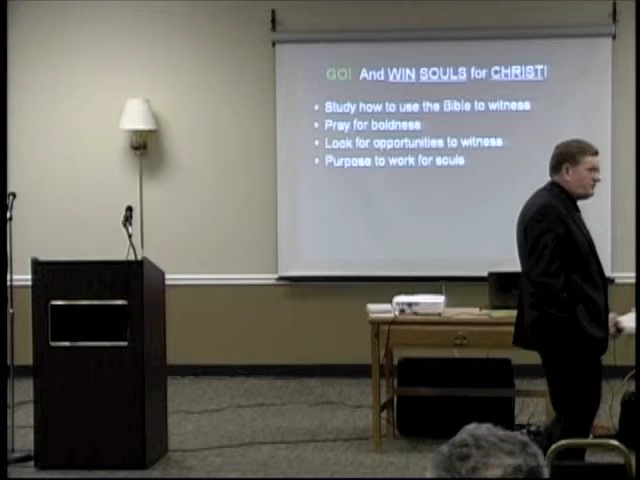 GO! And WIN SOULS for CHRIST!
• Study how to use the Bible to witness
• Pray for boldness
• Look for opportunities to witness
• Purpose to work for souls